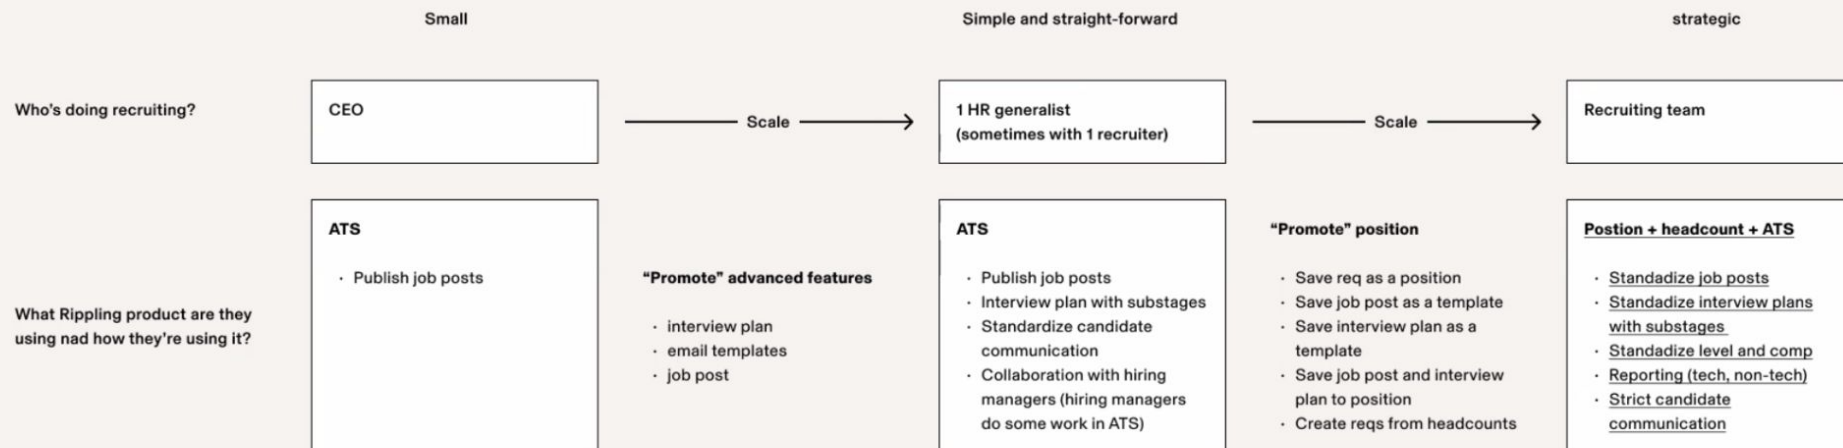 Small
Simple and straight-forward
strategic
Who's doing recruiting?
CEO
Scale
1 HR generalist
(sometimes with 1 recruiter)
Scale
Recruiting team
What Rippling product are they
using nad how they're using it?
ATS
· Publish job posts
“Promote” advanced features
· interview plan
· email templates
· job post
ATS
· Publish job posts
· Interview plan with substages
· Standardize candidate
communication
· Collaboration with hiring
managers (hiring managers
do some work in ATS)
“Promote” position
· Save req as a position
· Save job post as a template
· Save interview plan as a
template
· Save job post and interview
plan to position
· Create reqs from headcounts
Postion + headcount + ATS
· Standadize job posts
· Standadize interview plans
with substages
· Standadize level and comp
· Reporting (tech, non-tech)
· Strict candidate
communication